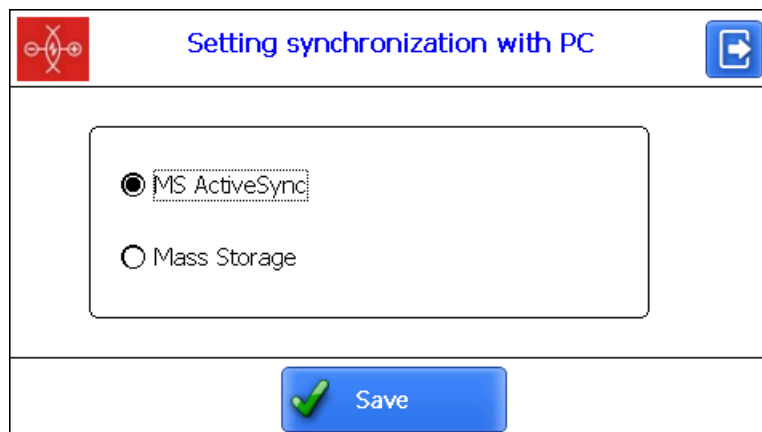 Setting synchronization with PC
MS ActiveSync
Mass Storage
Save